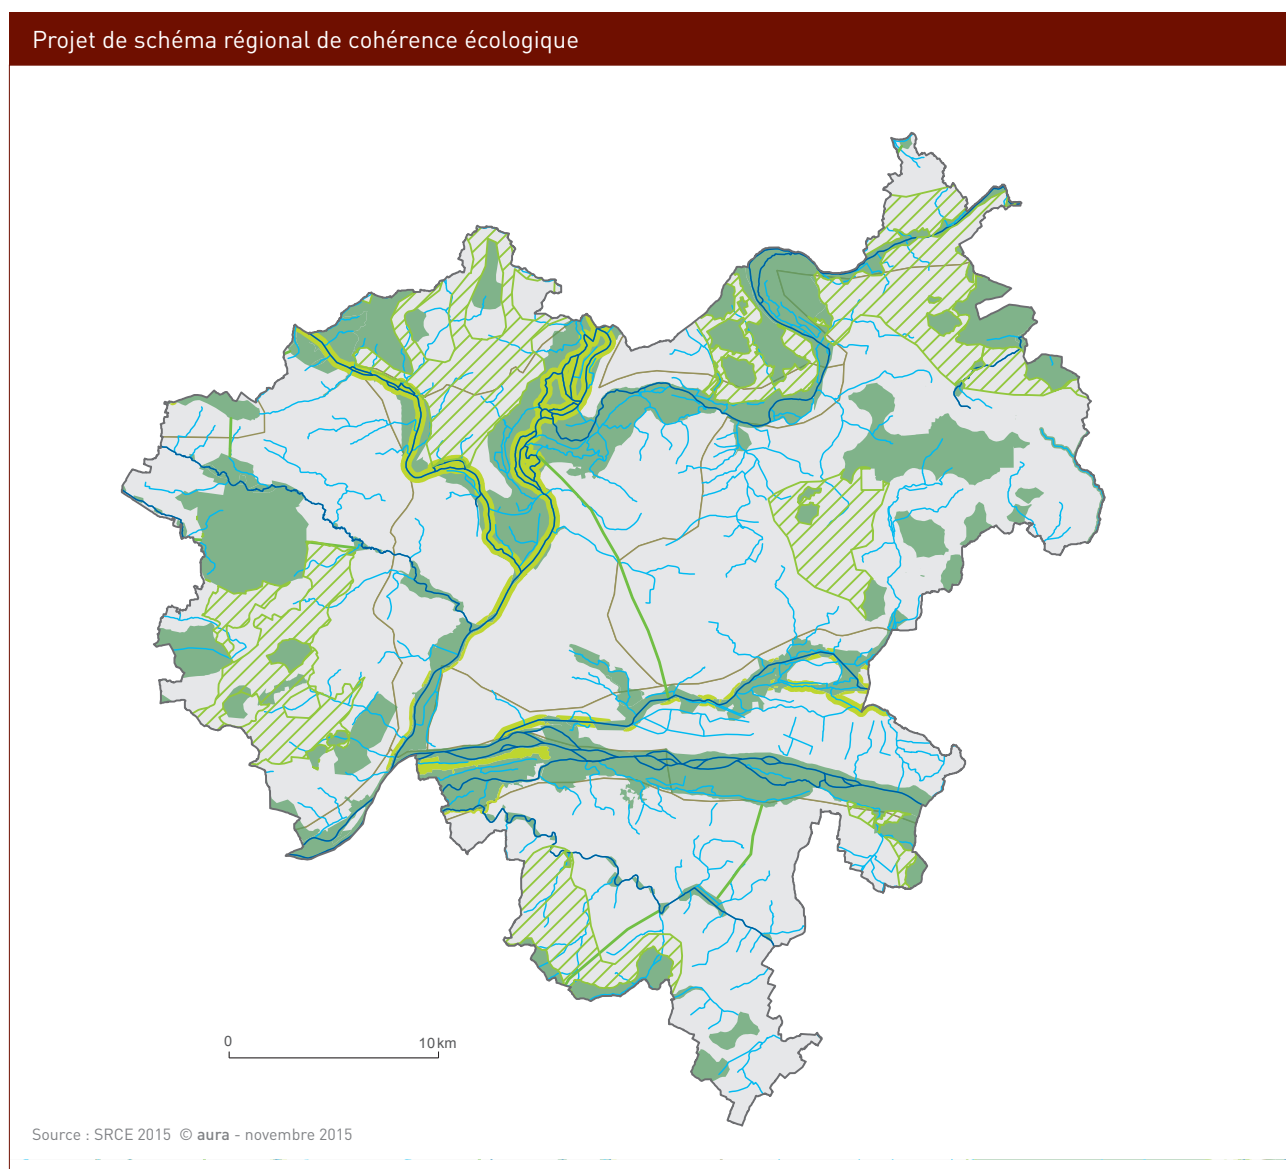 Projet de schéma régional de cohérence écologique
0 10 km
Source : SRCE 2015 © aura - novembre 2015